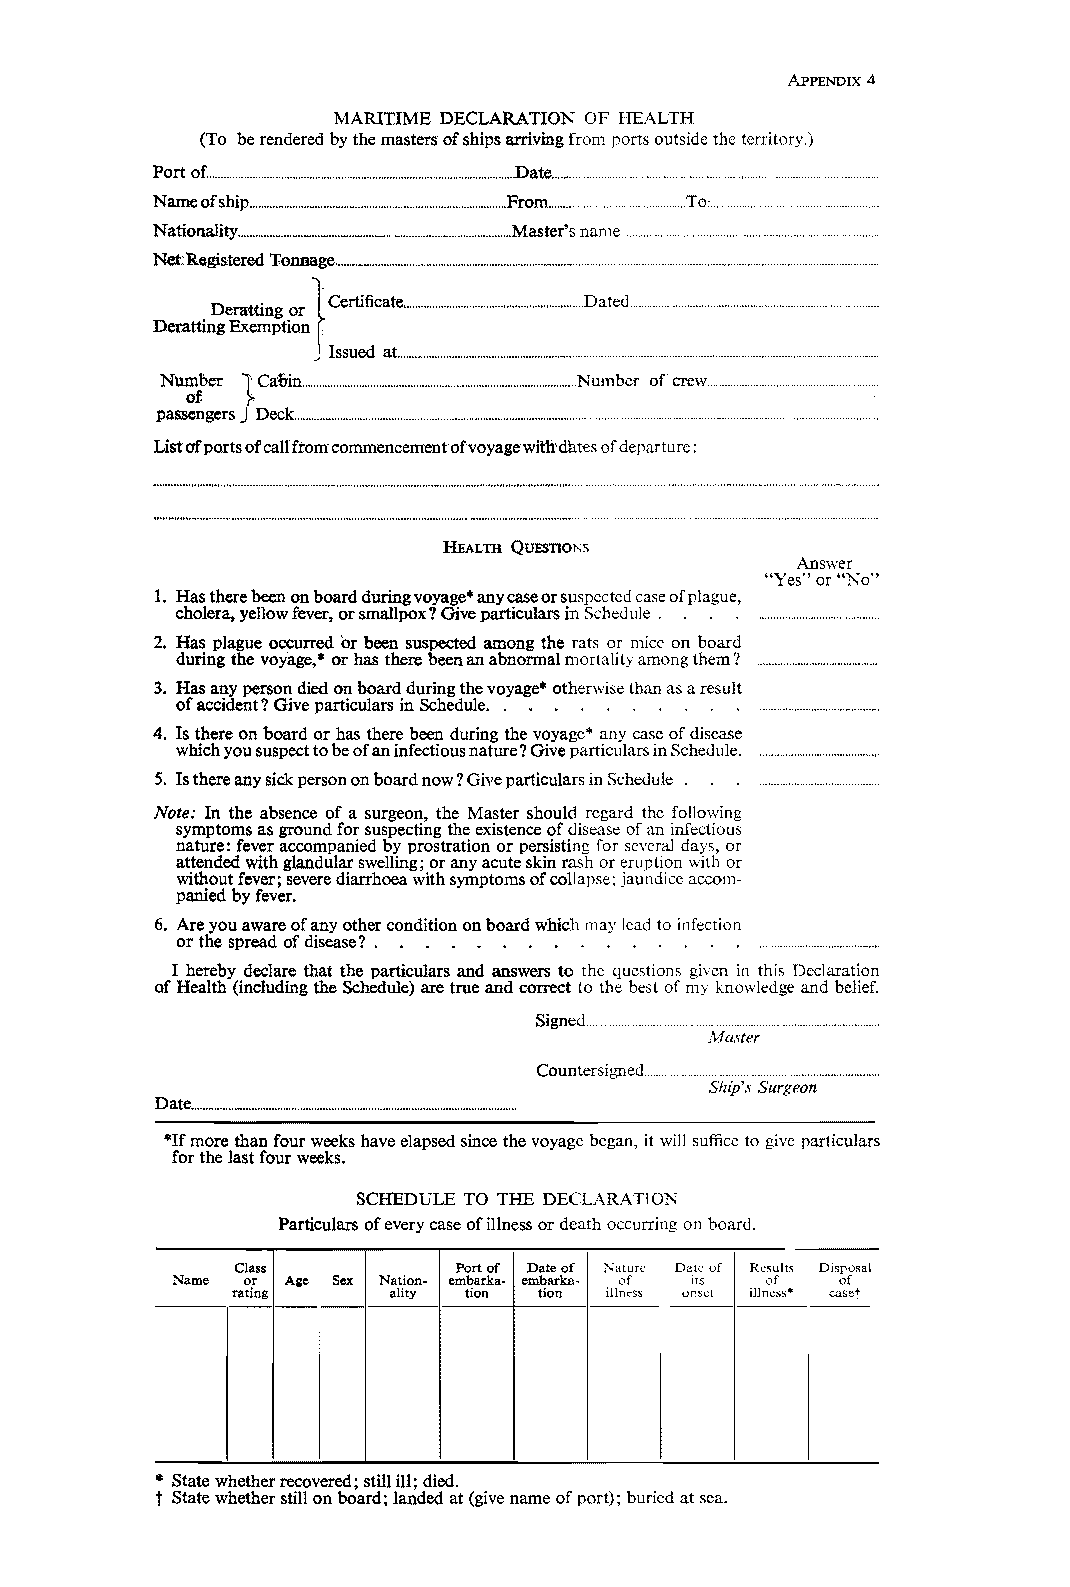 APPENDIX 4
MARITIME DECLARATION OF HEALTH
(To be rendered by the masters of ships arriving from ports outside the territory.)
Port of Date
Name of ship From To
Nationality Master's name
Net Registered Tonnage
Deratting or
Deratting Exemption
Certificate Dated
Issued at
Number
of
passengers
Cabin Number of crew
Deck
List of ports of call from commencement of voyage with dates of departure:
HEALTH QUESTIONS
Answer
"Yes" or "No"
1. Has there been on board during voyage* any case or suspected case of plague,
cholera, yellow fever, or smallpox? Give particulars in Schedule . . . .
2. Has plague occurred or been suspected among the rats or mice on board
during the voyage,* or has there been an abnormal mortality among them?
3. Has any person died on board during the voyage* otherwise than as a result
of accident? Give particulars in Schedule. . . . . . . . . . .
4. Is there on board or has there been during the voyage* any case of disease
which you suspect to be of an infectious nature? Give particulars in Schedule.
5. Is there any sick person on board now? Give particulars in Schedule . . .
Note: In the absence of a surgeon, the Master should regard the following
symptoms as ground for suspecting the existence of disease of an infectious
nature: fever accompanied by prostration or persisting for several days, or
attended with glandular swelling; or any acute skin rash or eruption with or
without fever; severe diarrhoea with symptoms of collapse; jaundice accom-
panied by fever.
6. Are you aware of any other condition on board which may lead to infection
or the spread of disease? . . . . . . . . . . . . . . .
I hereby declare that the particulars and answers to the questions given in this Declaration
of Health (including the Schedule) are true and correct to the best of my knowledge and belief.
Signed
Master
Countersigned
Ship's Surgeon
Date
*If more than four weeks have elapsed since the voyage began, it will suffice to give particulars
for the last four weeks.
SCHEDULE TO THE DECLARATION
Particulars of every case of illness or death occurring on board.
Class Port of Date of Nature Date of Results Disposal
Name or Age Sex Nation- embarka- embarka- of its of of
rating ality tion tion illness onset illness* case†
* State whether recovered; still ill; died.
† State whether still on board; landed at (give name of port); buried at sea.